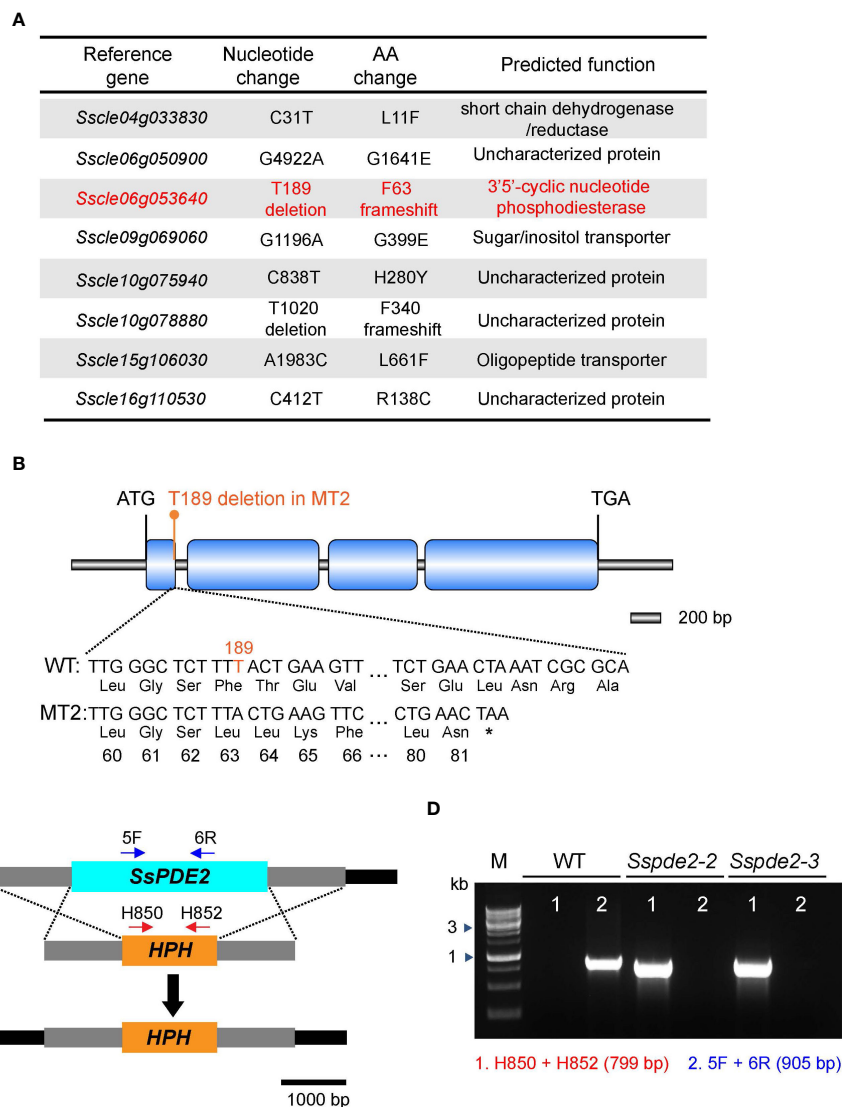 A
Reference gene Nucleotide change AA change Predicted function
Sscle04g033830 C31T L11F short chain dehydrogenase /reductase
Sscle06g050900 G4922A G1641E Uncharacterized protein
Sscle06g053640 T189 deletion F63 frameshift 3'5'-cyclic nucleotide phosphodiesterase
Sscle09g069060 G1196A G399E Sugar/inositol transporter
Sscle10g075940 C838T H280Y Uncharacterized protein
Sscle10g078880 T1020 deletion F340 frameshift Uncharacterized protein
Sscle15g106030 A1983C L661F Oligopeptide transporter
Sscle16g110530 C412T R138C Uncharacterized protein
B
ATG T189 deletion in MT2 TGA
200 bp
189
WT: TTG GGC TCT TTT ACT GAA GTT ... TCT GAA CTA AAT CGC GCA
Leu Gly Ser Phe Thr Glu Val Ser Glu Leu Asn Arg Ala
MT2: TTG GGC TCT TTA CTG AAG TTC ... CTG AAC TAA
Leu Gly Ser Leu Leu Lys Phe Leu Asn *
60 61 62 63 64 65 66 ... 80 81
5F 6R
SsPDE2
H850 H852
HPH
HPH
1000 bp
D
M WT Sspde2-2 Sspde2-3
kb
1 2 1 2 1 2
3
1
1. H850 + H852 (799 bp) 2. 5F + 6R (905 bp)